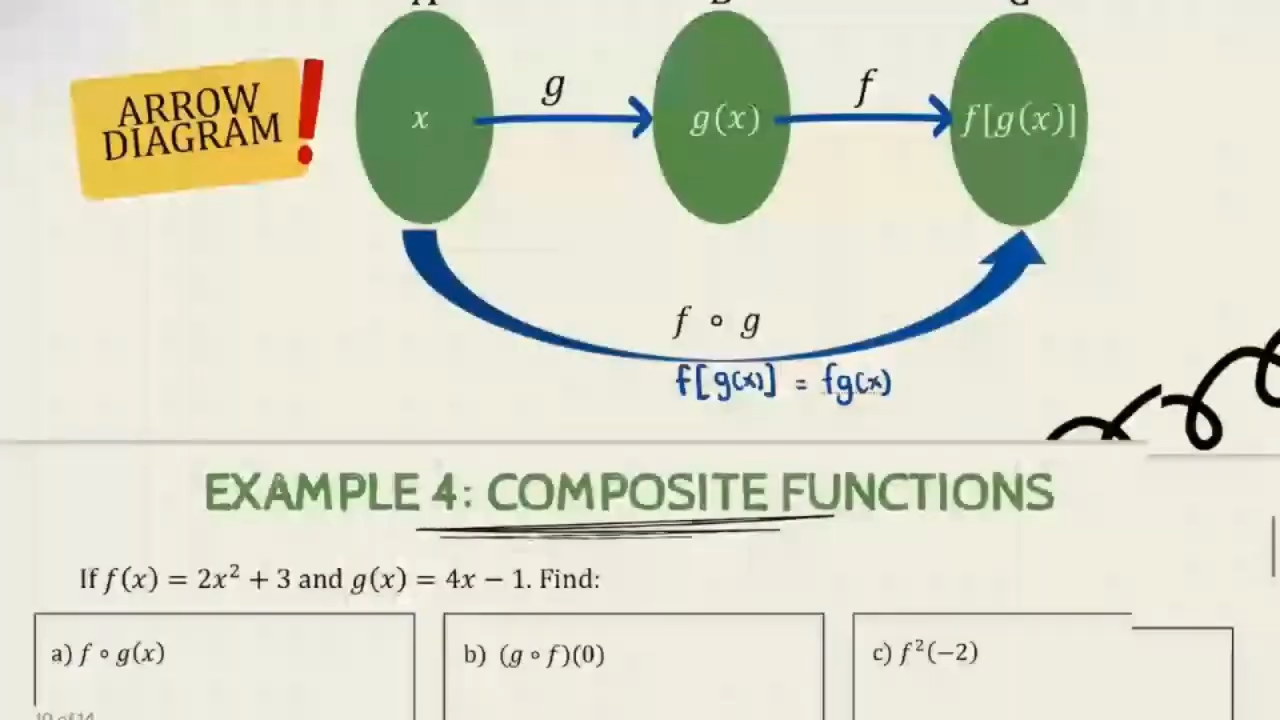 ARROW
DIAGRAM
x
g
g(x)
f
f[g(x)]
f ∘ g
f[g(x)] = fg(x)
EXAMPLE 4: COMPOSITE FUNCTIONS
If f(x) = 2x² + 3 and g(x) = 4x − 1. Find:
a) f ∘ g(x)
b) (g ∘ f)(0)
c) f²(−2)